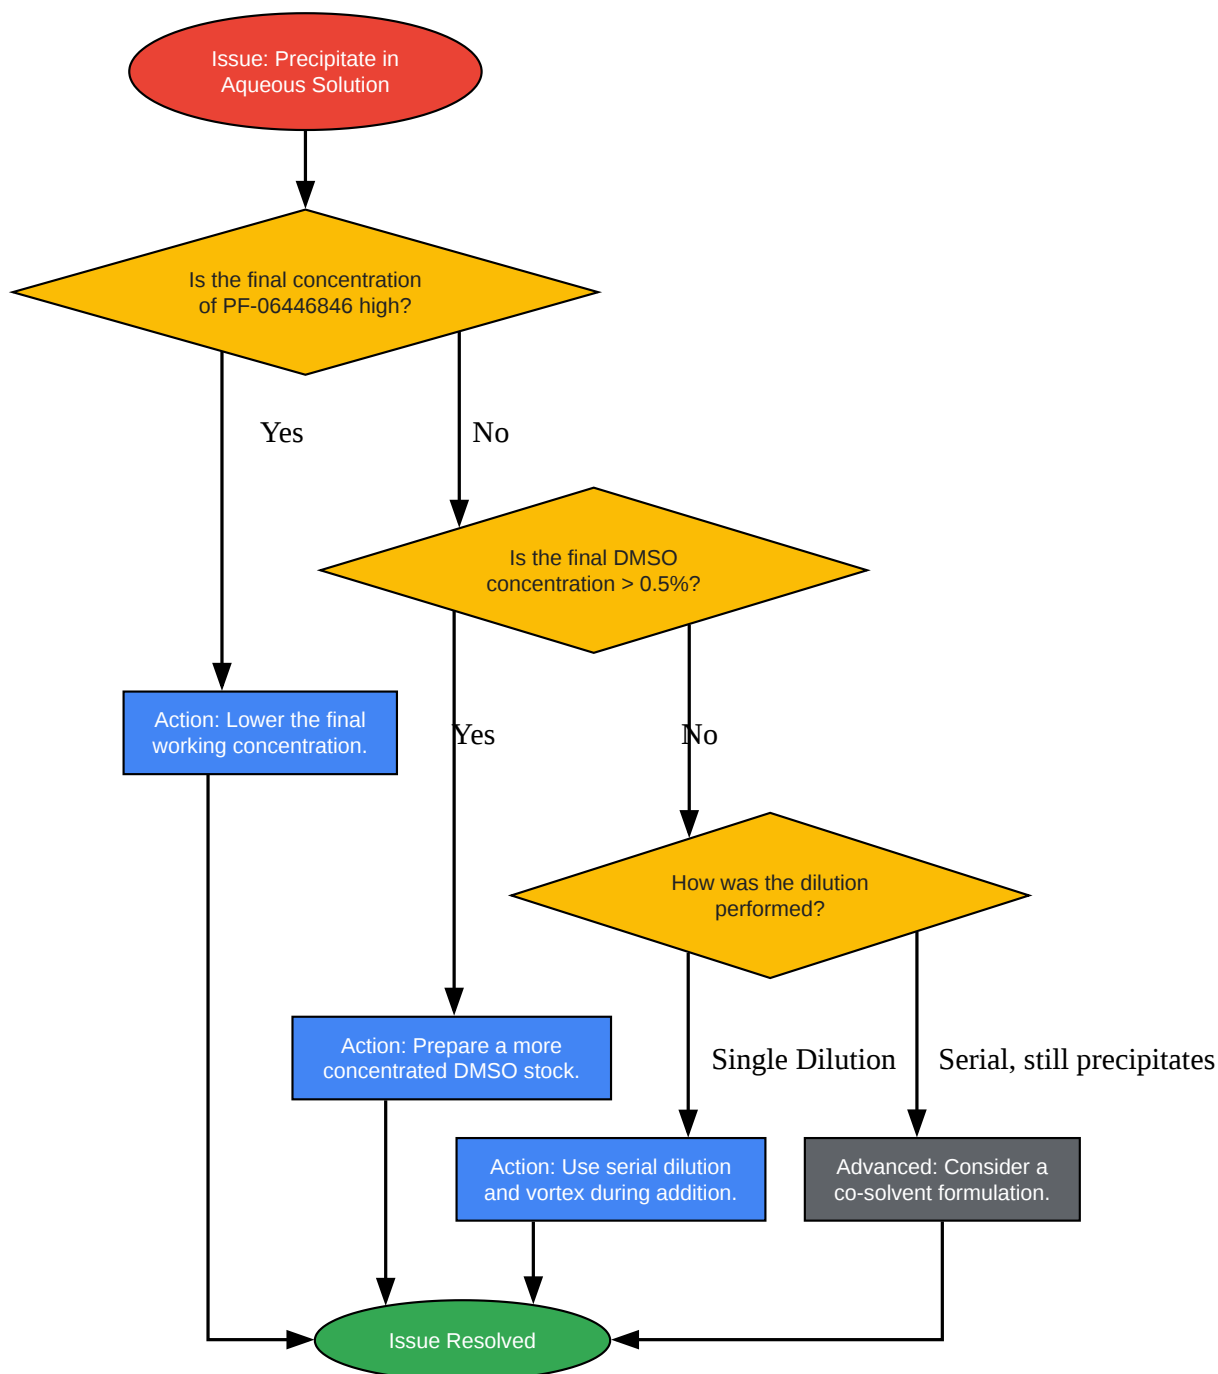 Issue: Precipitate in
Aqueous Solution
Is the final concentration
of PF-06446846 high?
Yes
No
Is the final DMSO
concentration > 0.5%?
Action: Lower the final
working concentration.
Yes
No
How was the dilution
performed?
Action: Prepare a more
concentrated DMSO stock.
Single Dilution
Serial, still precipitates
Action: Use serial dilution
and vortex during addition.
Advanced: Consider a
co-solvent formulation.
Issue Resolved